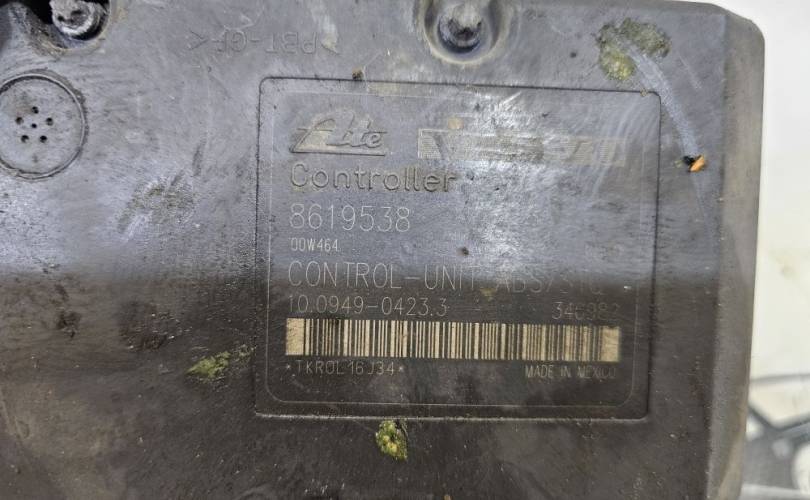 >PBT-GF<
Ate
Controller
8619538
00W464
CONTROL-UNIT
10.0949-0423.3 346982
*TKROL16J34* MADE IN MEXICO